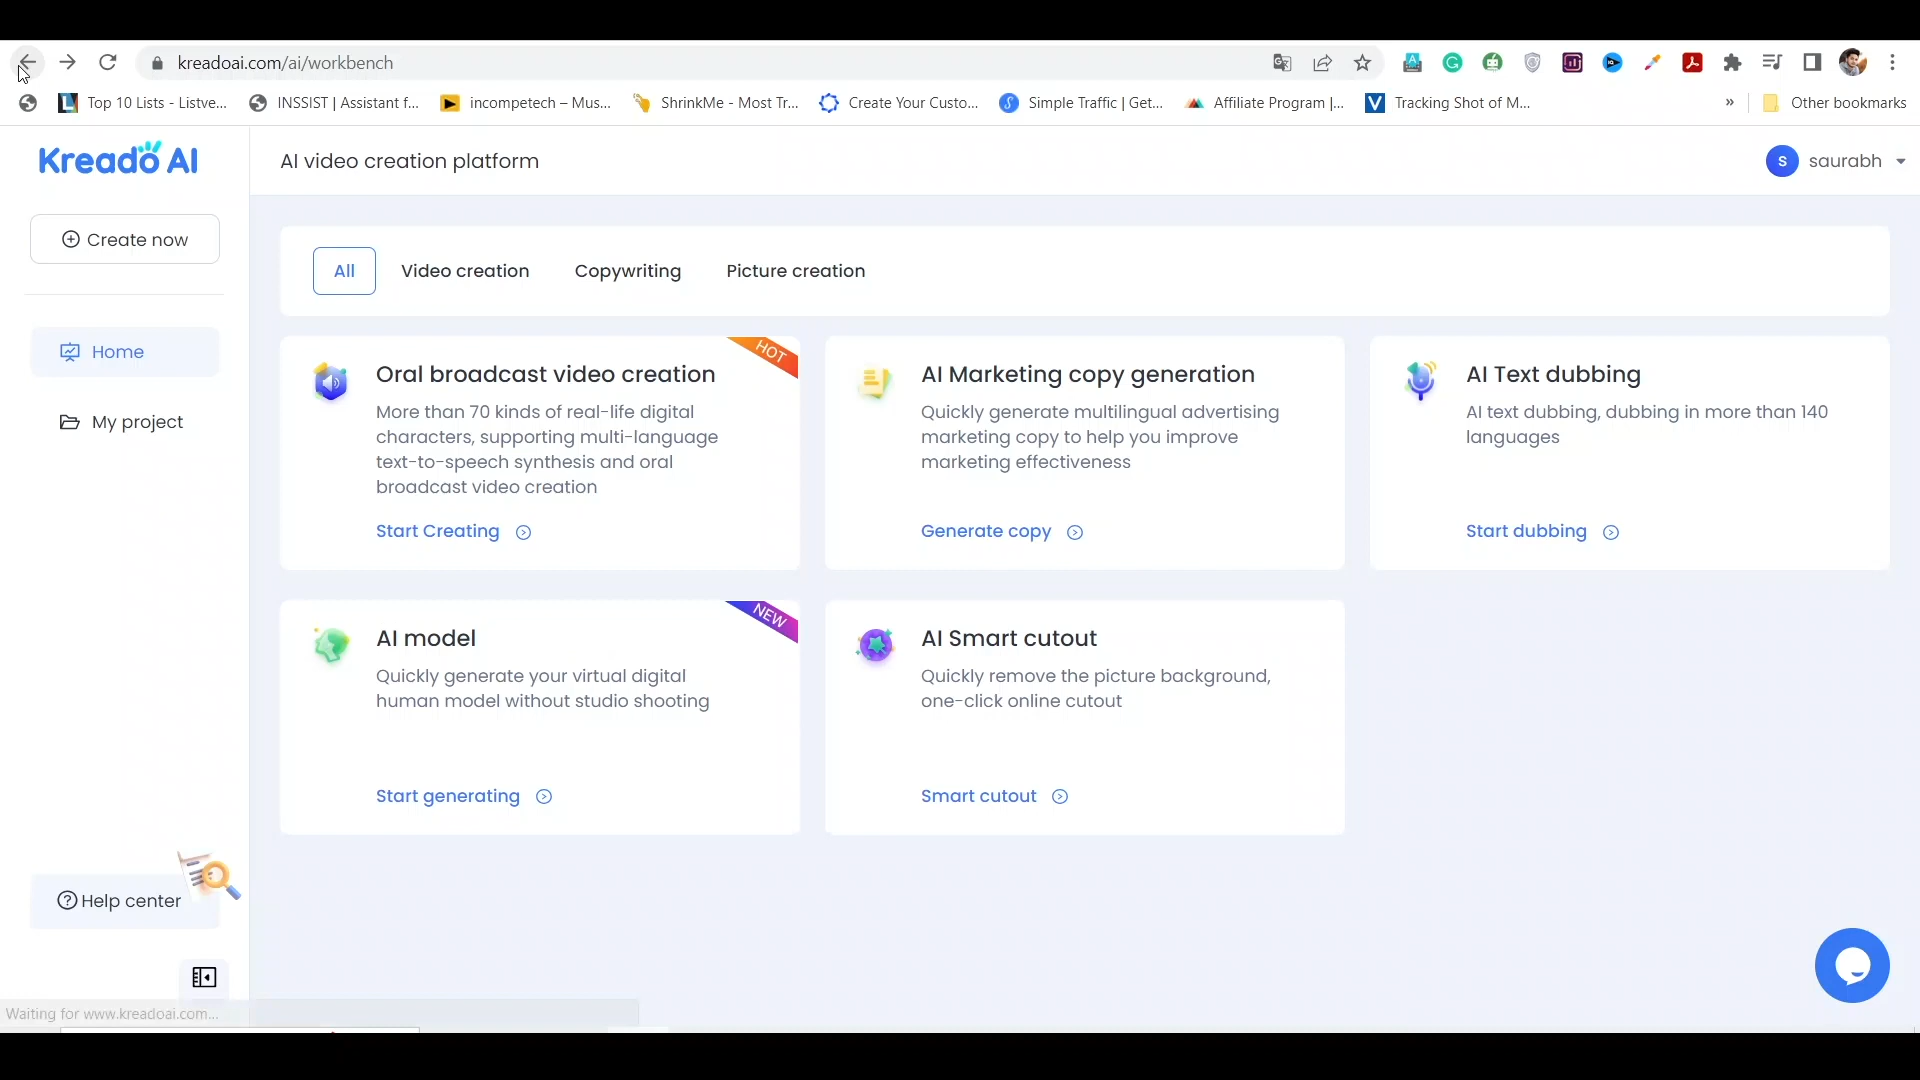 kreadoai.com/ai/workbench
Top 10 Lists - Listve...
INSSIST | Assistant f...
incompetech – Mus...
ShrinkMe - Most Tr...
Create Your Custo...
Simple Traffic | Get...
Affiliate Program |...
Tracking Shot of M...
»
Other bookmarks
Kreado AI
AI video creation platform
S
saurabh
Create now
Home
My project
All
Video creation
Copywriting
Picture creation
HOT
Oral broadcast video creation
More than 70 kinds of real-life digital
characters, supporting multi-language
text-to-speech synthesis and oral
broadcast video creation
Start Creating
AI Marketing copy generation
Quickly generate multilingual advertising
marketing copy to help you improve
marketing effectiveness
Generate copy
AI Text dubbing
AI text dubbing, dubbing in more than 140
languages
Start dubbing
NEW
AI model
Quickly generate your virtual digital
human model without studio shooting
Start generating
AI Smart cutout
Quickly remove the picture background,
one-click online cutout
Smart cutout
Help center
Waiting for www.kreadoai.com...